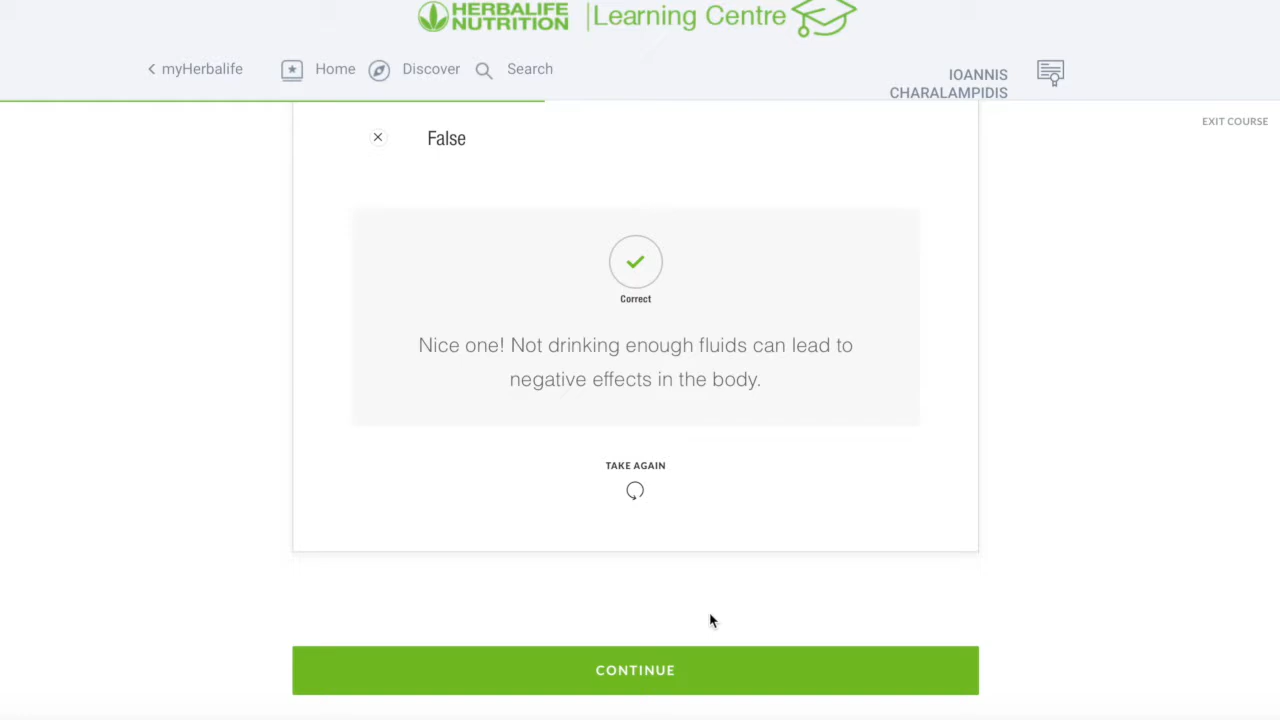 HERBALIFE
NUTRITION
Learning Centre
myHerbalife
Home
Discover
Search
IOANNIS
CHARALAMPIDIS
EXIT COURSE
False
Correct
Nice one! Not drinking enough fluids can lead to
negative effects in the body.
TAKE AGAIN
CONTINUE